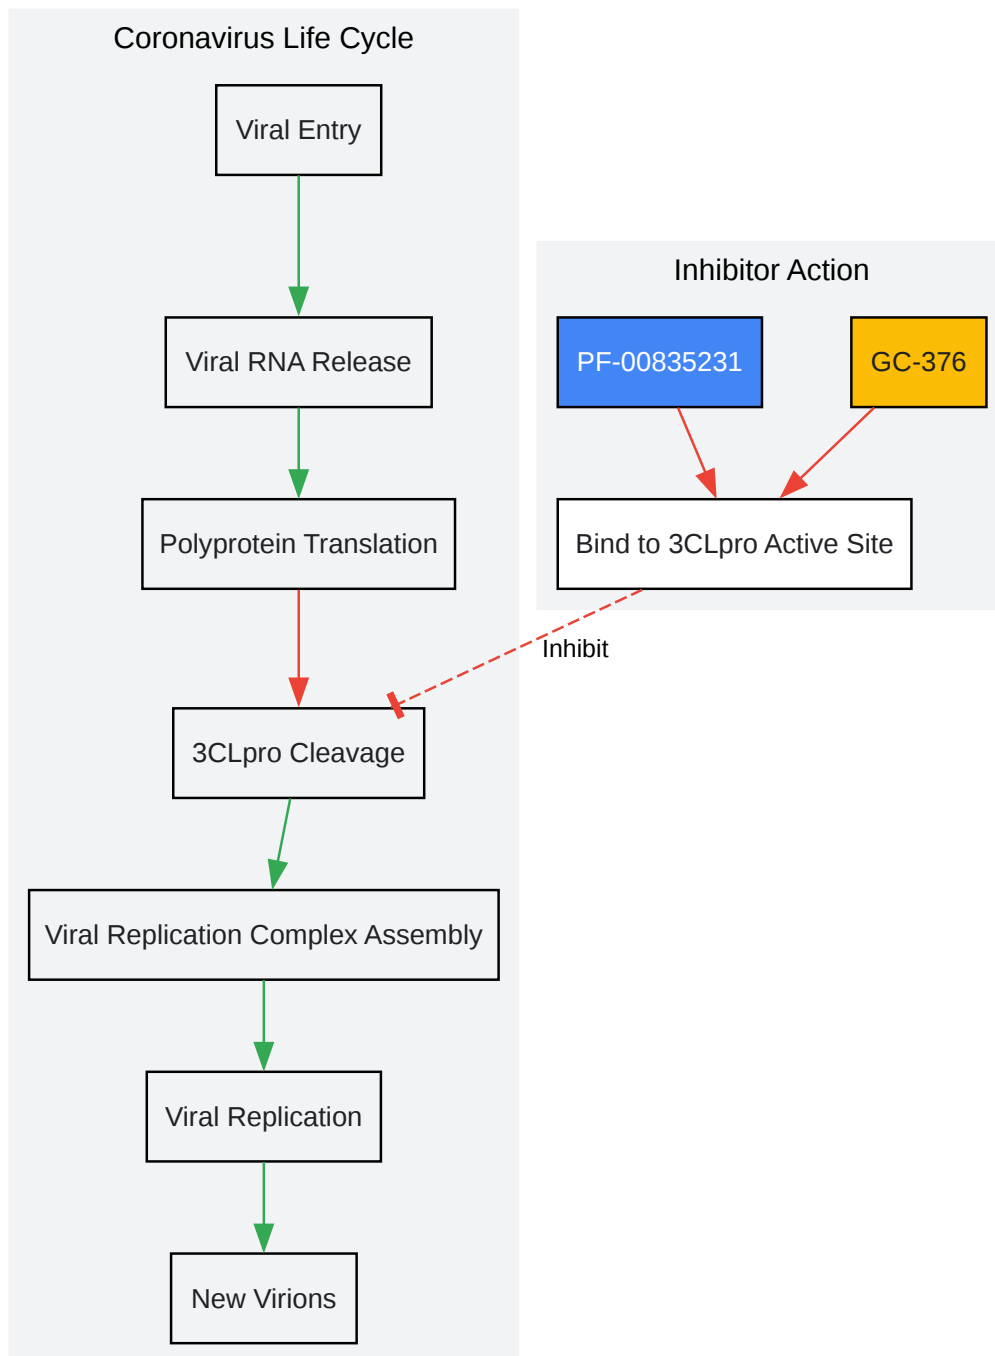 Coronavirus Life Cycle
Viral Entry
Viral RNA Release
Polyprotein Translation
3CLpro Cleavage
Viral Replication Complex Assembly
Viral Replication
New Virions
Inhibitor Action
PF-00835231
GC-376
Bind to 3CLpro Active Site
Inhibit